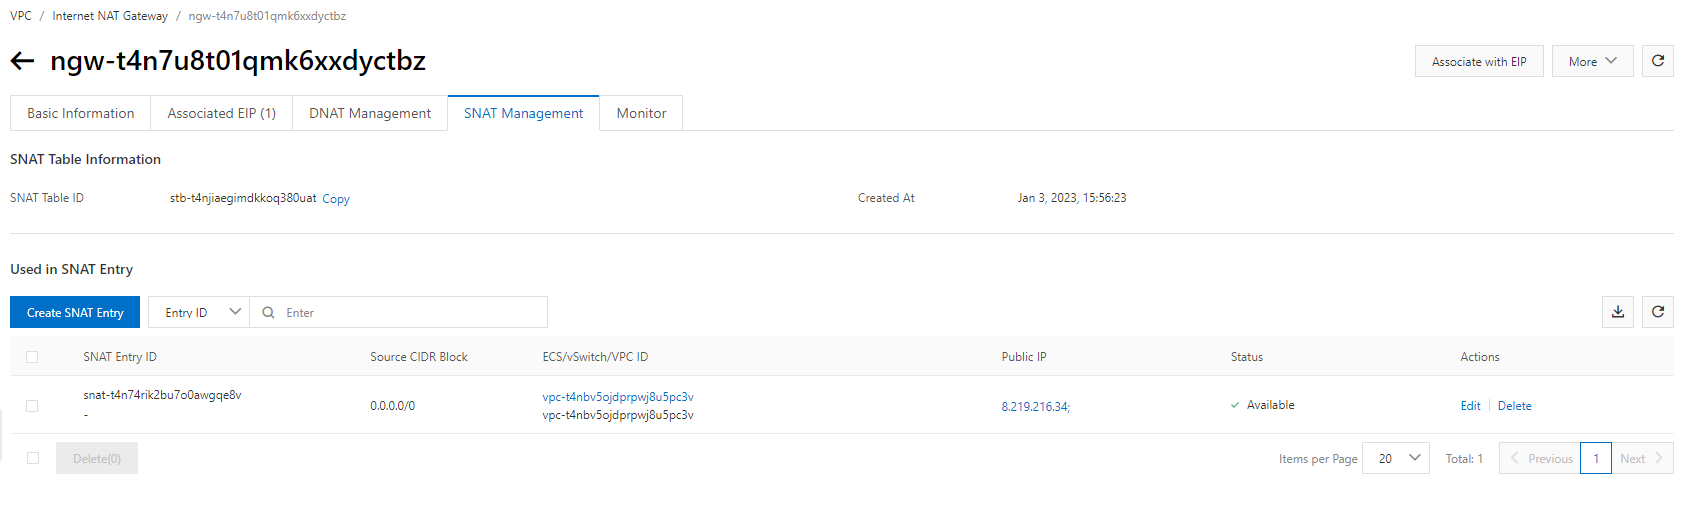 VPC / Internet NAT Gateway / ngw-t4n7u8t01qmk6xxdyctbz
ngw-t4n7u8t01qmk6xxdyctbz
Associate with EIP More
Basic Information Associated EIP (1) DNAT Management SNAT Management Monitor
SNAT Table Information
SNAT Table ID stb-t4njiaegimdkkoq380uat Copy Created At Jan 3, 2023, 15:56:23
Used in SNAT Entry
Create SNAT Entry Entry ID Enter
SNAT Entry ID Source CIDR Block ECS/vSwitch/VPC ID Public IP Status Actions
snat-t4n74rik2bu7o0awgqe8v
-
0.0.0.0/0
vpc-t4nbv5ojdprpwj8u5pc3v
vpc-t4nbv5ojdprpwj8u5pc3v
8.219.216.34;
Available
Edit Delete
Delete(0) Items per Page 20 Total: 1 Previous 1 Next